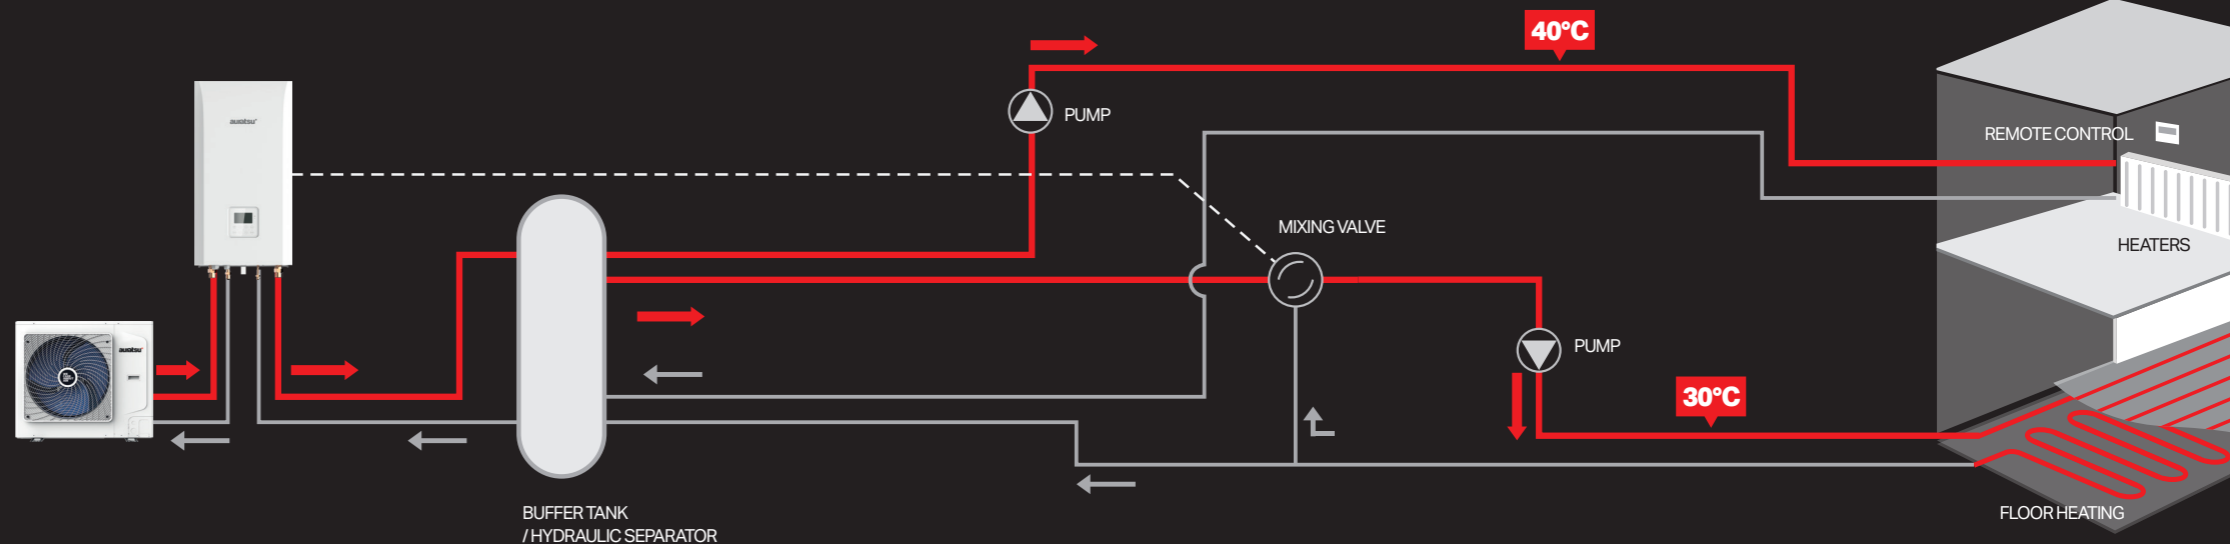 40°C
PUMP
REMOTE CONTROL
MIXING VALVE
HEATERS
PUMP
30°C
BUFFER TANK
/ HYDRAULIC SEPARATOR
FLOOR HEATING